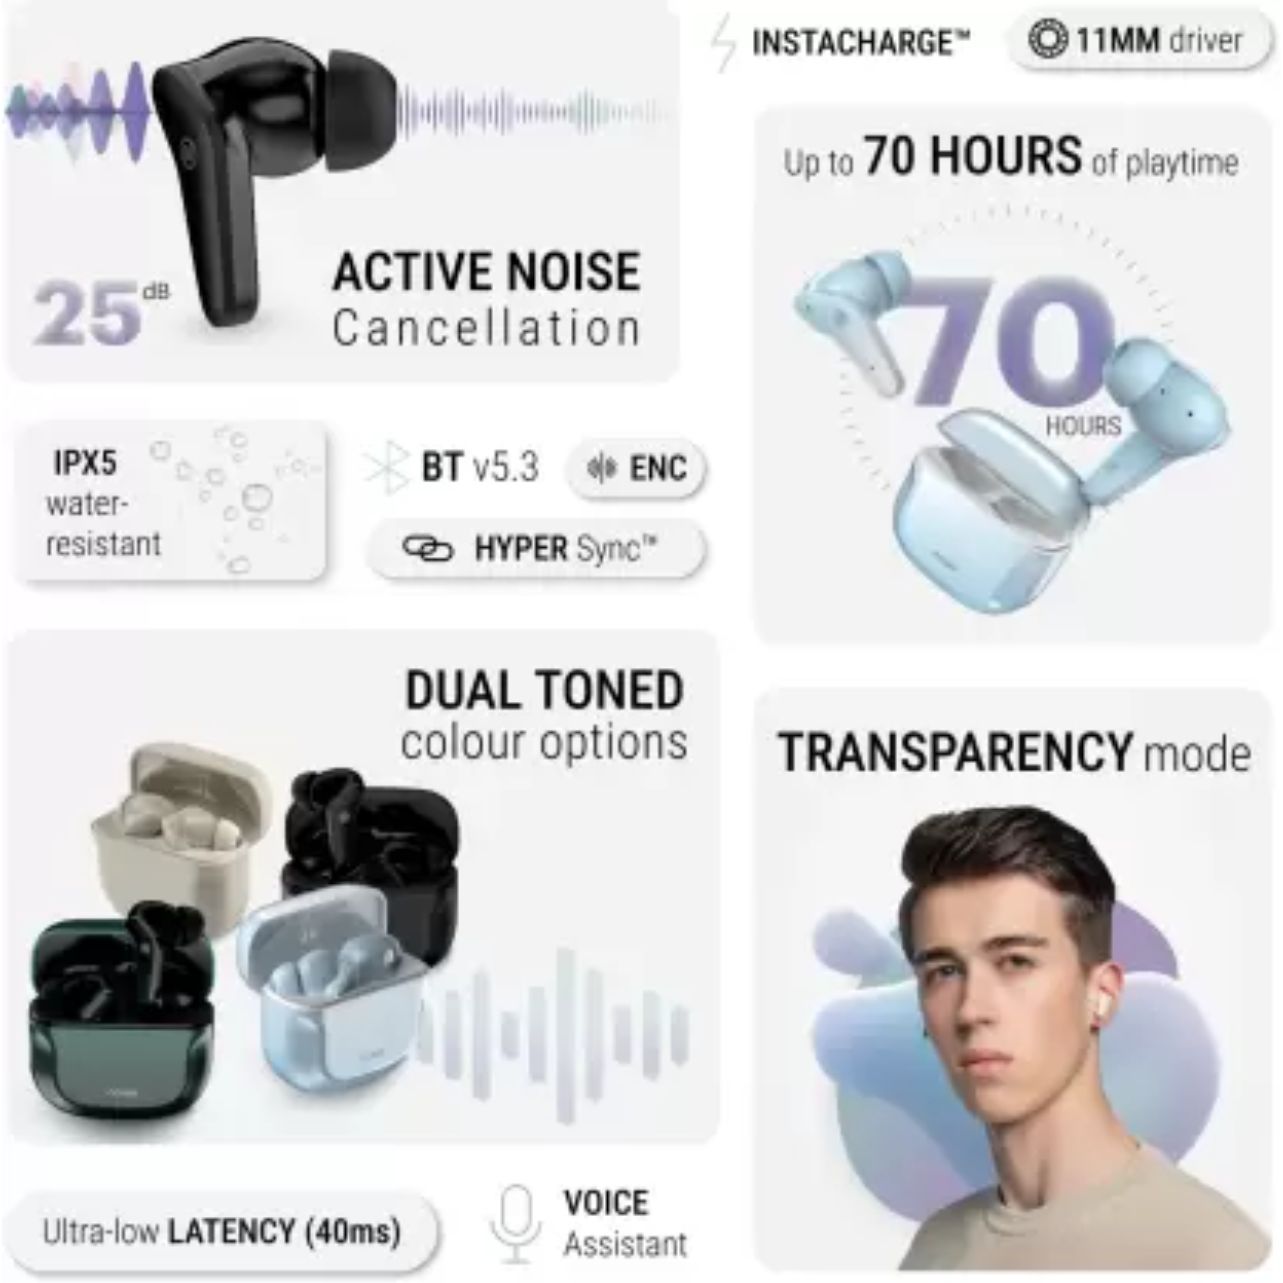 INSTACHARGE™
11MM driver
25 dB
ACTIVE NOISE
Cancellation
Up to 70 HOURS of playtime
70
HOURS
IPX5
water-
resistant
BT v5.3
ENC
HYPER Sync™
DUAL TONED
colour options
TRANSPARENCY mode
Ultra-low LATENCY (40ms)
VOICE
Assistant